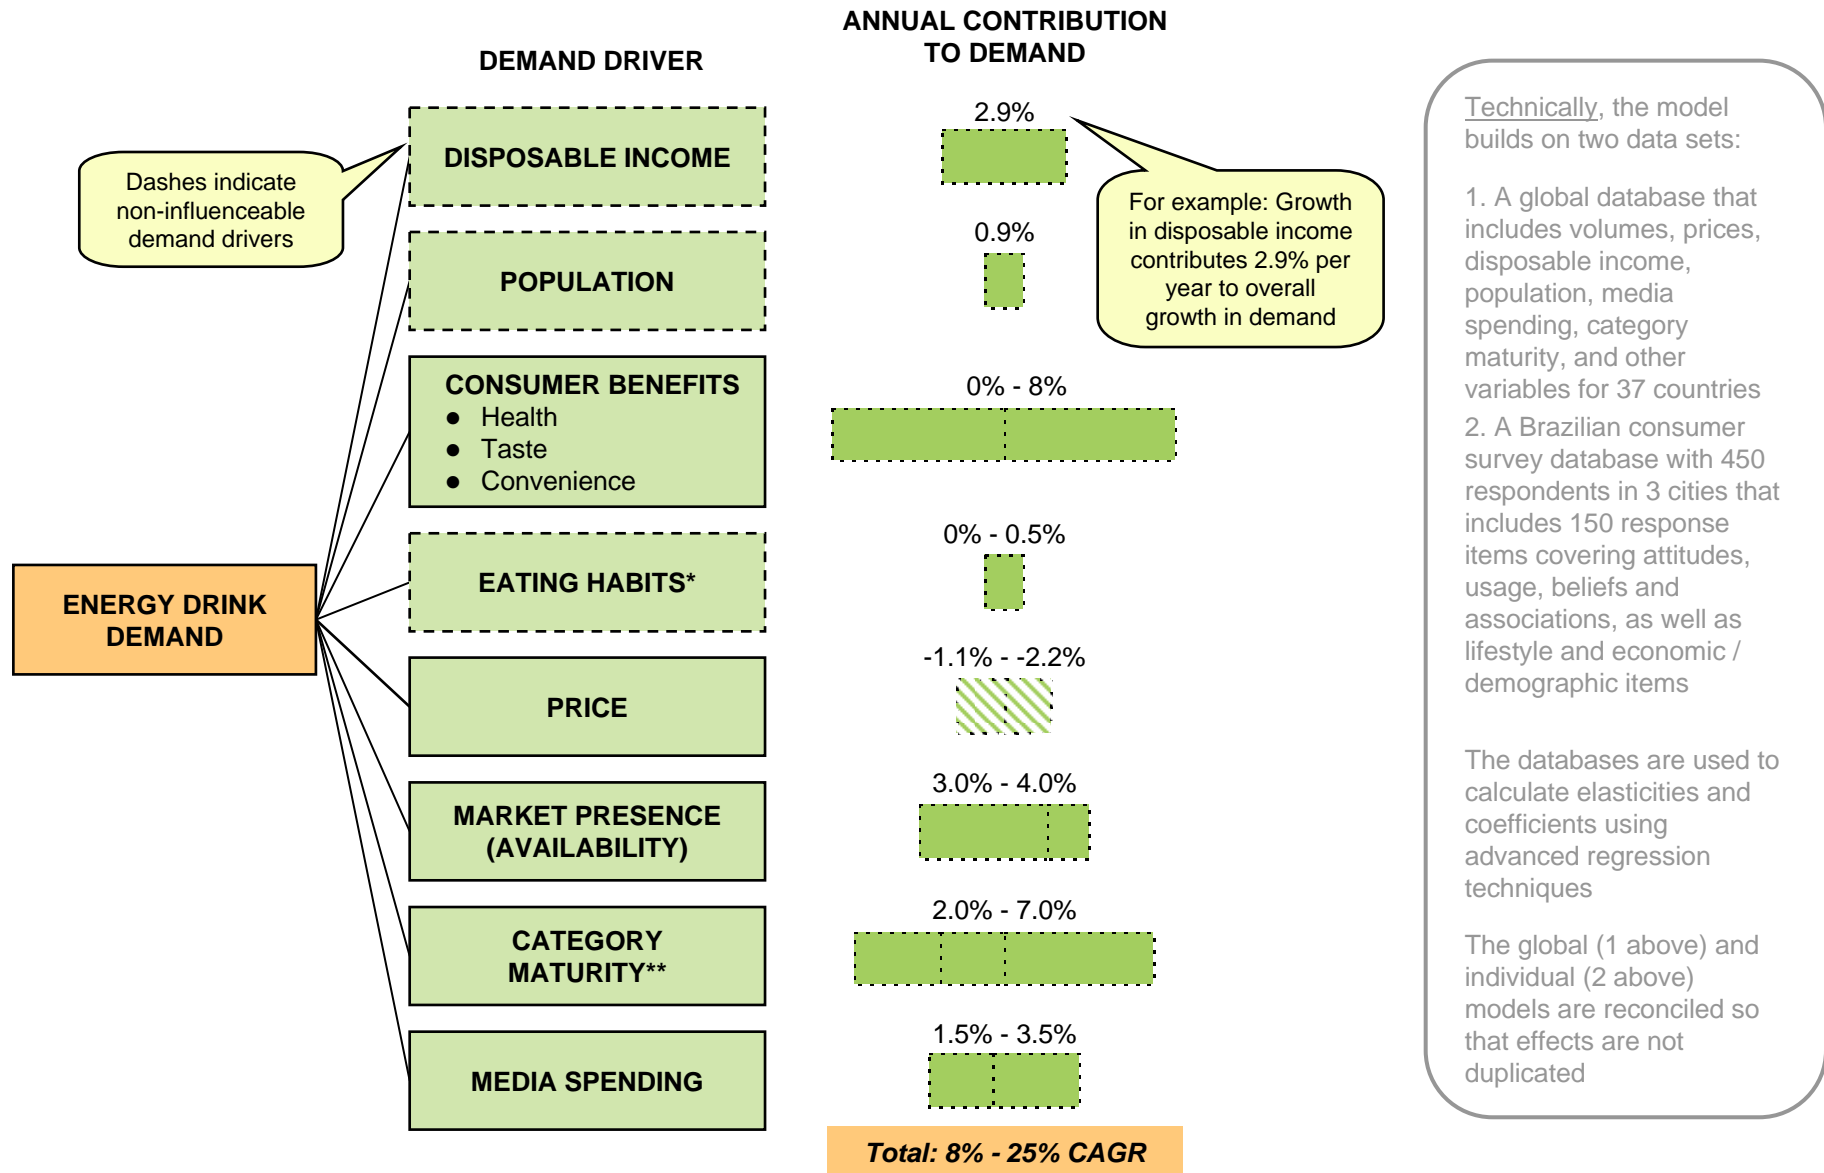 ANNUAL CONTRIBUTION
TO DEMAND
DEMAND DRIVER
Dashes indicate
non-influenceable
demand drivers
DISPOSABLE INCOME
2.9%
For example: Growth
in disposable income
contributes 2.9% per
year to overall
growth in demand
POPULATION
0.9%
CONSUMER BENEFITS
● Health
● Taste
● Convenience
0% - 8%
ENERGY DRINK
DEMAND
EATING HABITS*
0% - 0.5%
PRICE
-1.1% - -2.2%
MARKET PRESENCE
(AVAILABILITY)
3.0% - 4.0%
CATEGORY
MATURITY**
2.0% - 7.0%
MEDIA SPENDING
1.5% - 3.5%
Total: 8% - 25% CAGR
Technically, the model
builds on two data sets:
1. A global database that
includes volumes, prices,
disposable income,
population, media
spending, category
maturity, and other
variables for 37 countries
2. A Brazilian consumer
survey database with 450
respondents in 3 cities that
includes 150 response
items covering attitudes,
usage, beliefs and
associations, as well as
lifestyle and economic /
demographic items
The databases are used to
calculate elasticities and
coefficients using
advanced regression
techniques
The global (1 above) and
individual (2 above)
models are reconciled so
that effects are not
duplicated